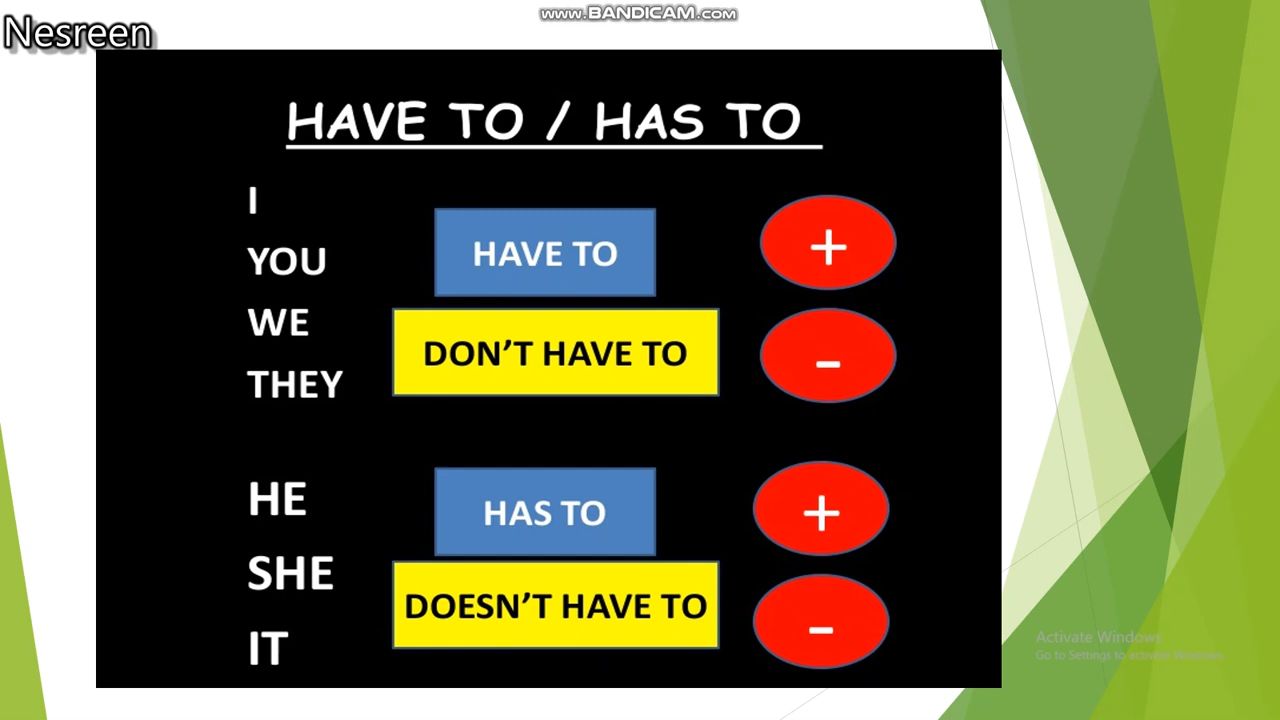 www.BANDICAM.com
Nesreen
HAVE TO / HAS TO
I
YOU
WE
THEY
HAVE TO
+
DON'T HAVE TO
-
HE
SHE
IT
HAS TO
+
DOESN'T HAVE TO
-
Activate Windows
Go to Settings to activate Windows.